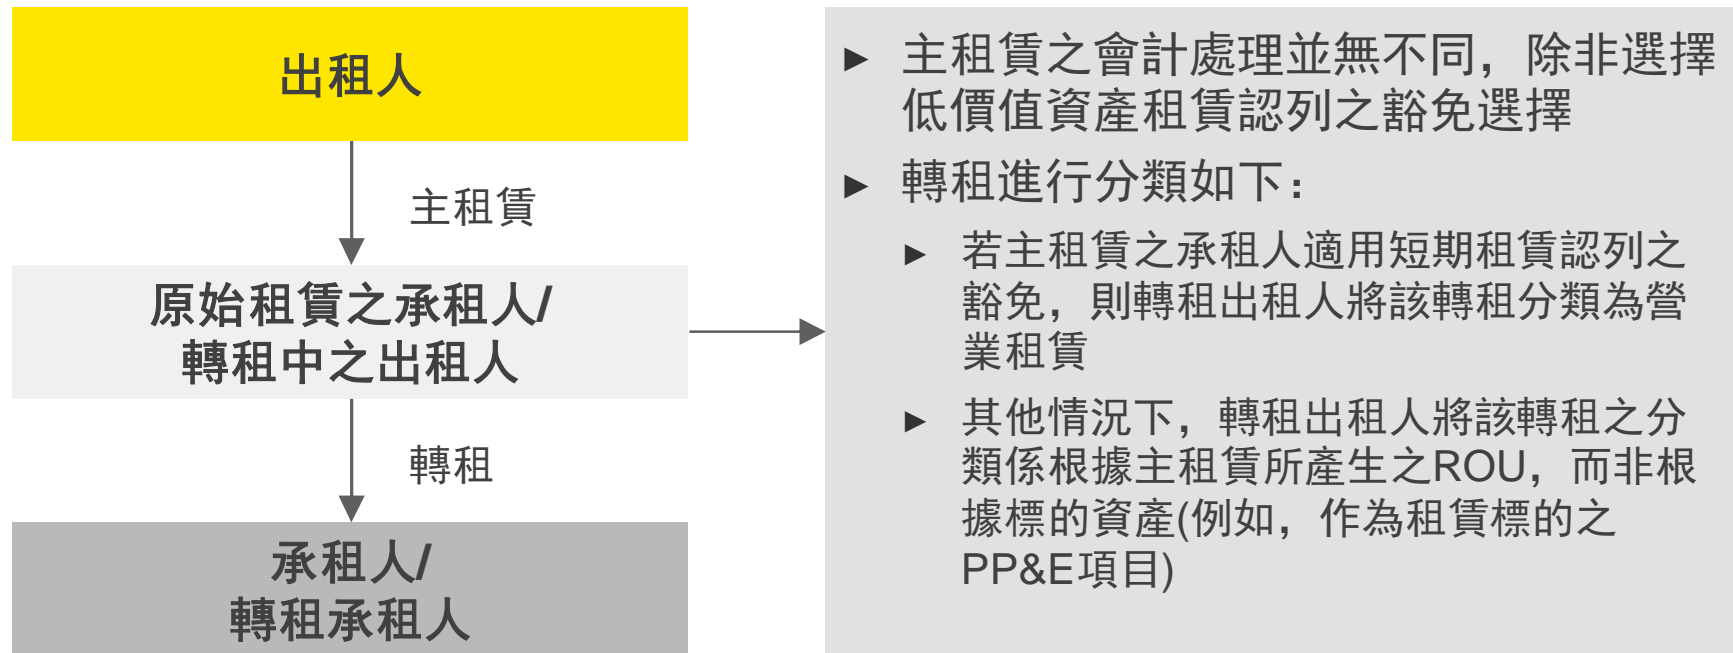 出租人
主租賃
原始租賃之承租人/
轉租中之出租人
轉租
承租人/
轉租承租人
► 主租賃之會計處理並無不同，除非選擇
低價值資產租賃認列之豁免選擇
► 轉租進行分類如下：
► 若主租賃之承租人適用短期租賃認列之
豁免，則轉租出租人將該轉租分類為營
業租賃
► 其他情況下，轉租出租人將該轉租之分
類係根據主租賃所產生之ROU，而非根
據標的資產(例如，作為租賃標的之
PP&E項目)